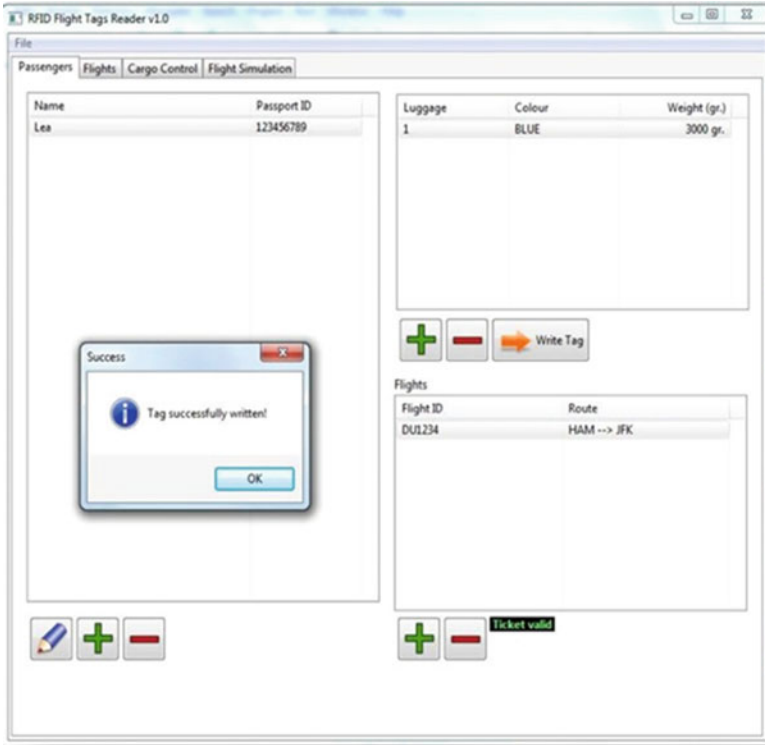 RFID Flight Tags Reader v1.0
File
Passengers Flights Cargo Control Flight Simulation
Name Passport ID
Lea 123456789
Luggage Colour Weight (gr.)
1 BLUE 3000 gr.
Write Tag
Success
Tag successfully written!
OK
Flights
Flight ID Route
DU1234 HAM --> JFK
Ticket valid